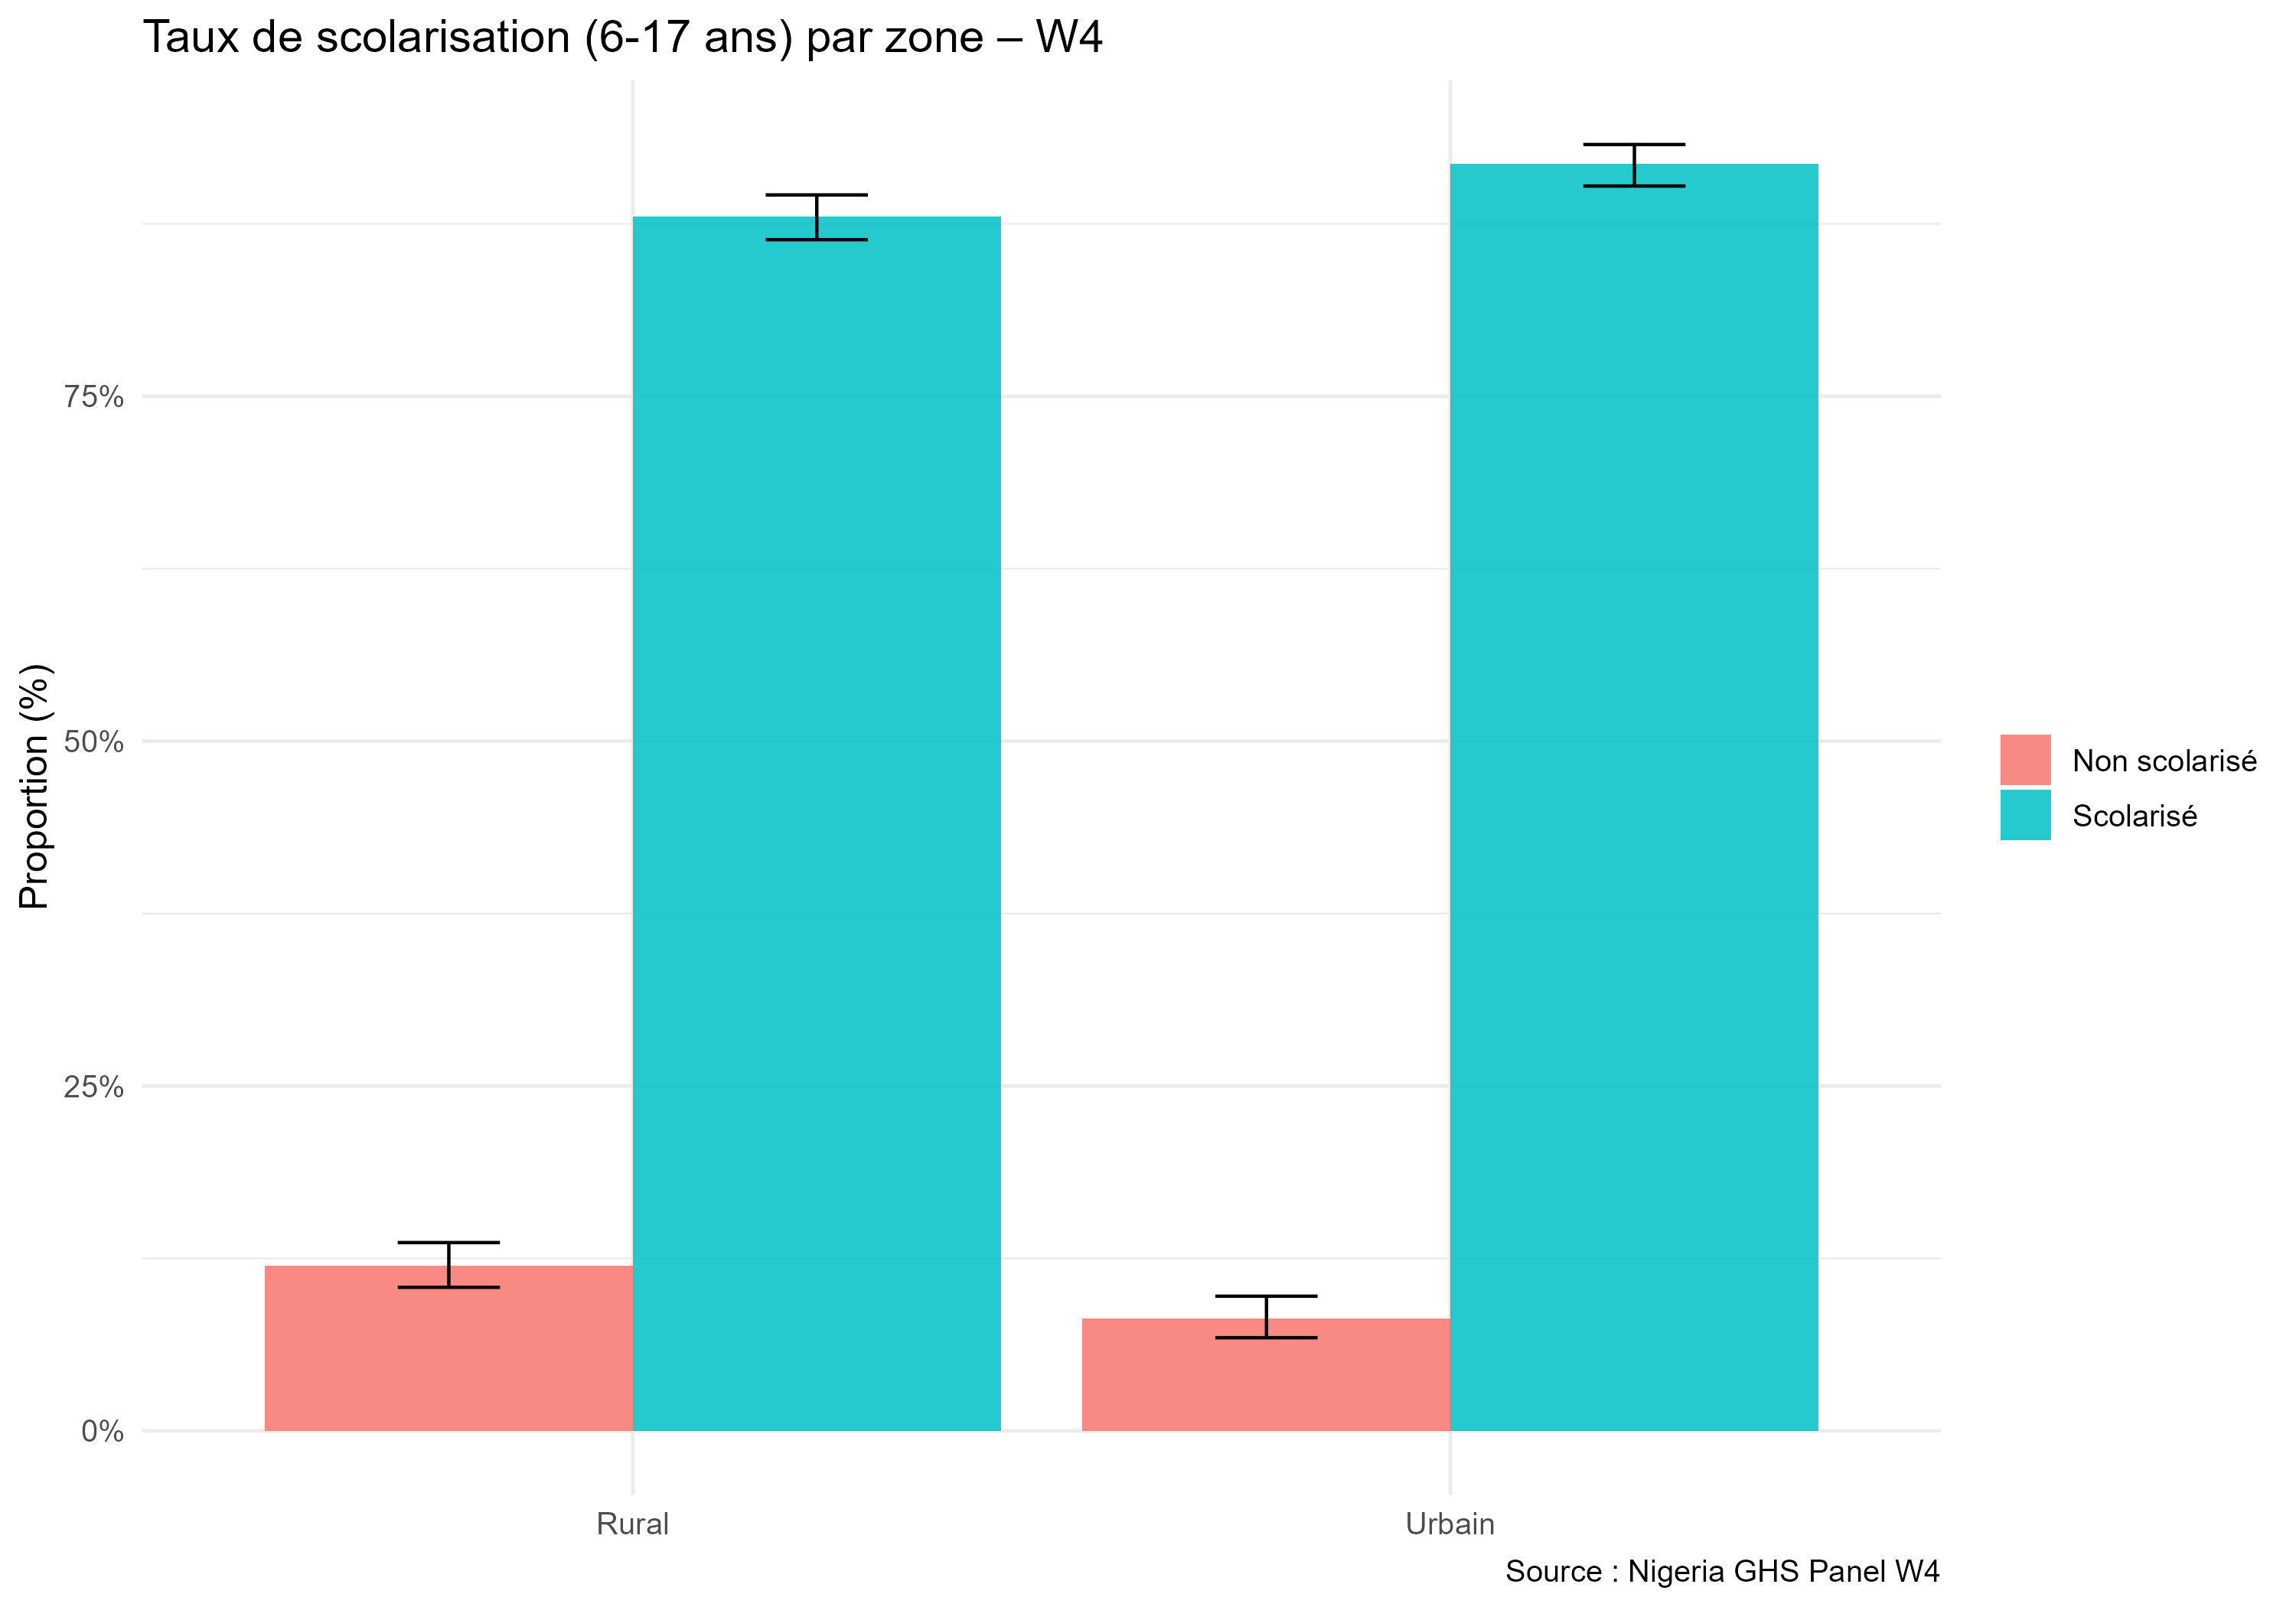 Taux de scolarisation (6-17 ans) par zone – W4
Proportion (%)
75%
50%
25%
0%
Rural
Urbain
Non scolarisé
Scolarisé
Source : Nigeria GHS Panel W4